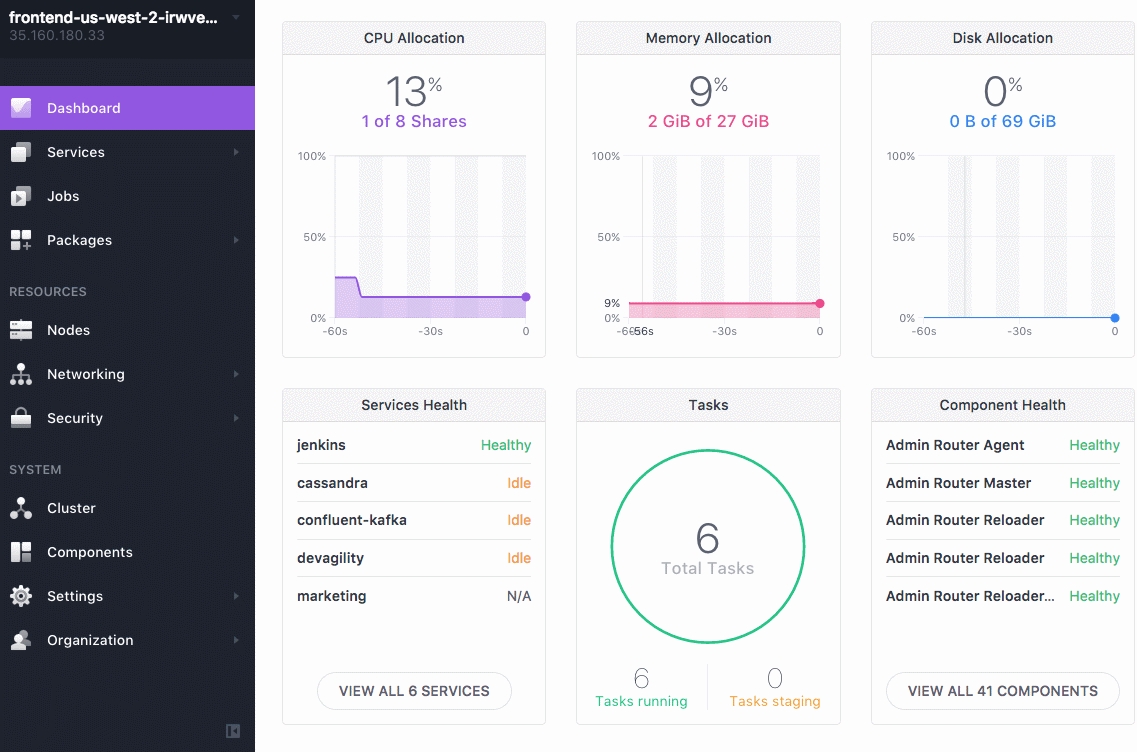 frontend-us-west-2-irwve...
35.160.180.33
Dashboard
Services
Jobs
Packages
RESOURCES
Nodes
Networking
Security
SYSTEM
Cluster
Components
Settings
Organization
CPU Allocation
13%
1 of 8 Shares
100%
50%
0%
-60s
-30s
0
Memory Allocation
9%
2 GiB of 27 GiB
100%
50%
9%
0%
-56s
-30s
0
Disk Allocation
0%
0 B of 69 GiB
100%
50%
0%
-60s
-30s
0
Services Health
jenkins Healthy
cassandra Idle
confluent-kafka Idle
devagility Idle
marketing N/A
VIEW ALL 6 SERVICES
Tasks
6
Total Tasks
6
Tasks running
0
Tasks staging
Component Health
Admin Router Agent Healthy
Admin Router Master Healthy
Admin Router Reloader Healthy
Admin Router Reloader Healthy
Admin Router Reloader... Healthy
VIEW ALL 41 COMPONENTS